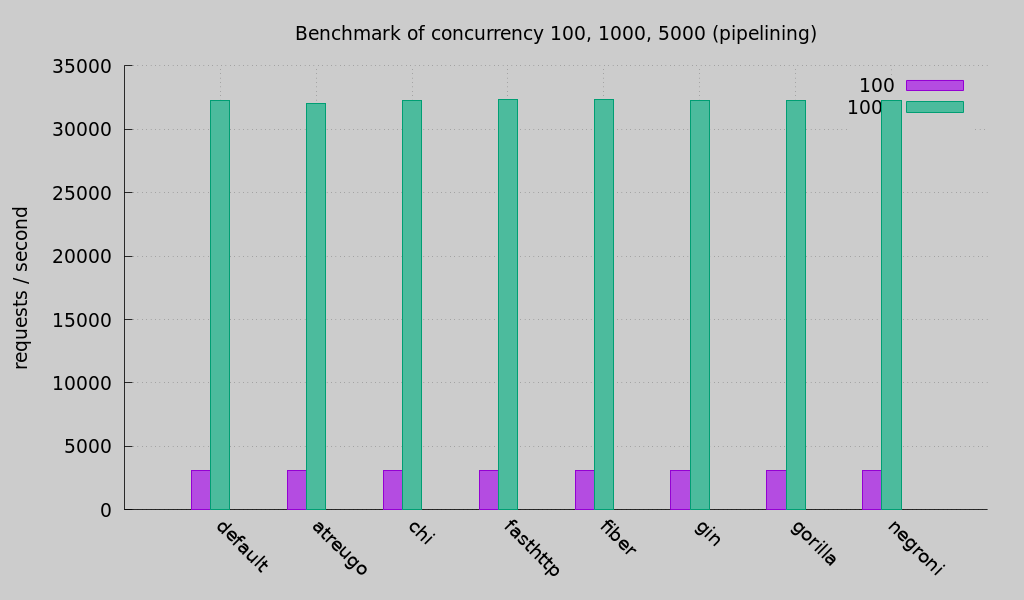 Benchmark of concurrency 100, 1000, 5000 (pipelining)
35000
30000
25000
20000
15000
10000
5000
0
requests / second
100
100
default
atreugo
chi
fasthttp
fiber
gin
gorilla
negroni